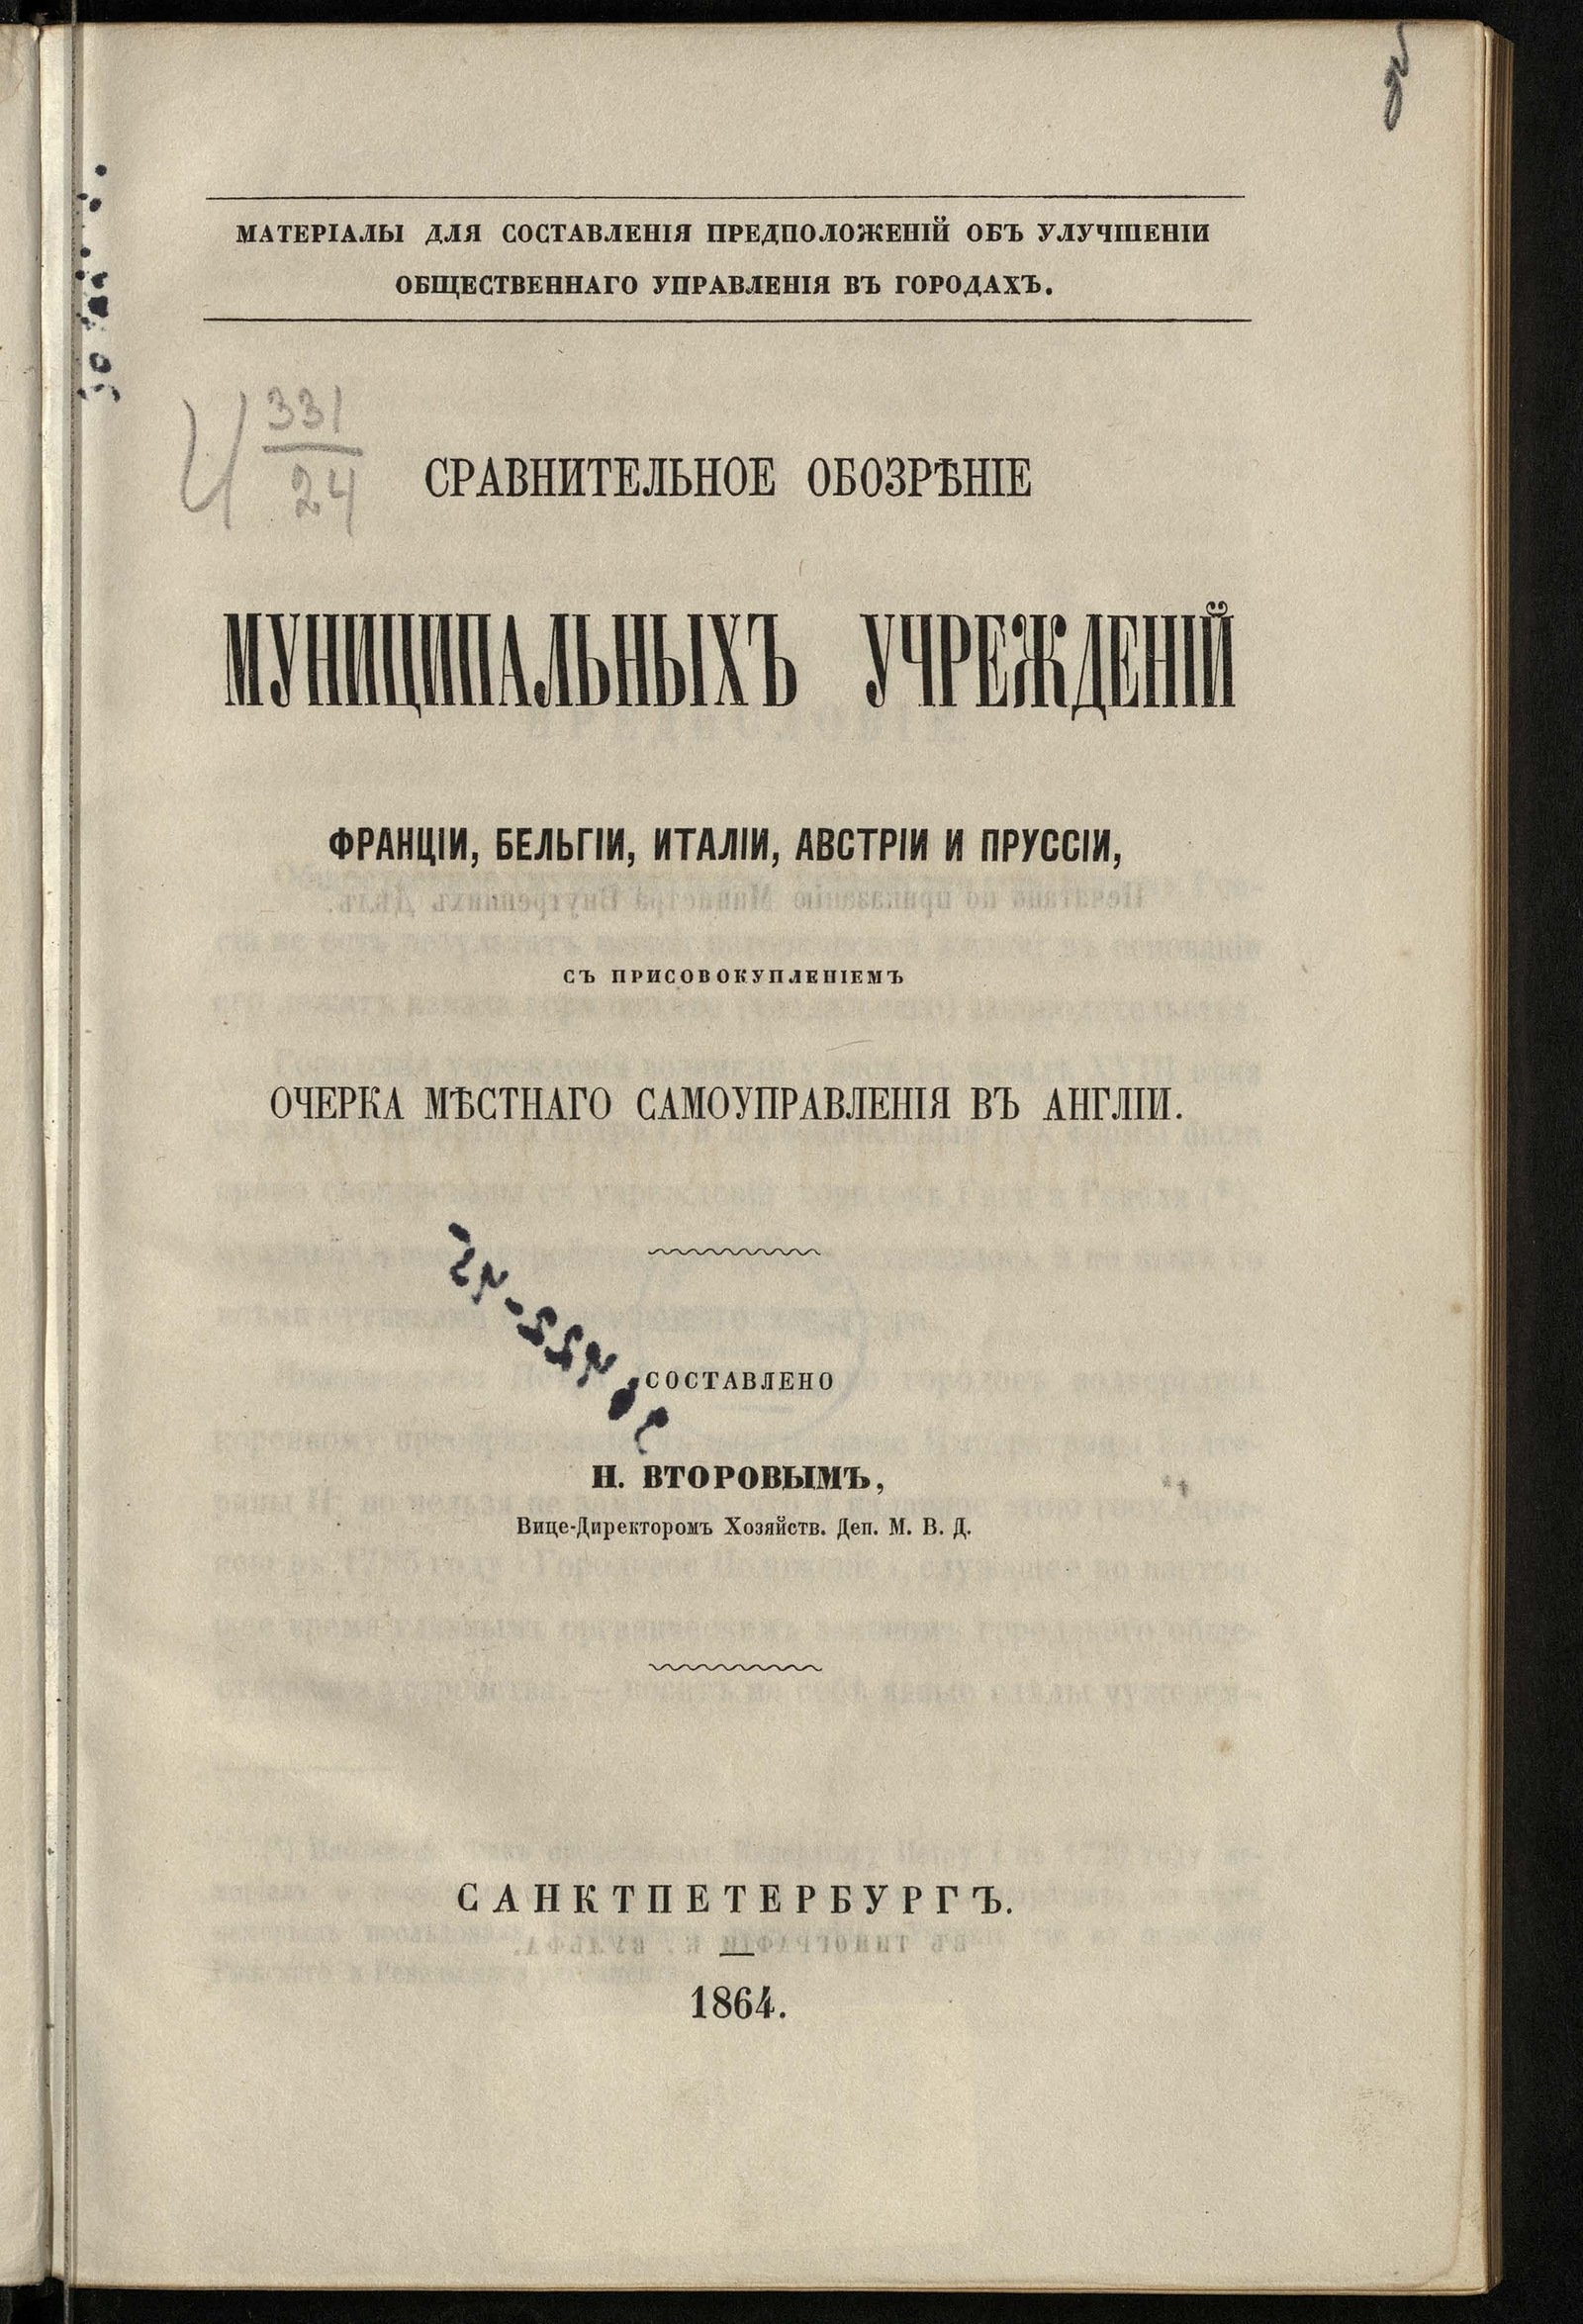 МАТЕРІАЛЫ ДЛЯ СОСТАВЛЕНІЯ ПРЕДПОЛОЖЕНІЙ ОБЪ УЛУЧШЕНІИ
ОБЩЕСТВЕННАГО УПРАВЛЕНІЯ ВЪ ГОРОДАХЪ.
331
24
СРАВНИТЕЛЬНОЕ ОБОЗРѢНІЕ
МУНИЦИПАЛЬНЫХЪ УЧРЕЖДЕНІЙ
ФРАНЦІИ, БЕЛЬГІИ, ИТАЛІИ, АВСТРІИ И ПРУССІИ,
СЪ ПРИСОВОКУПЛЕНІЕМЪ
ОЧЕРКА МѢСТНАГО САМОУПРАВЛЕНІЯ ВЪ АНГЛІИ.
СОСТАВЛЕНО
Н. ВТОРОВЫМЪ,
Вице-Директоромъ Хозяйств. Деп. М. В. Д.
САНКТПЕТЕРБУРГЪ.
1864.